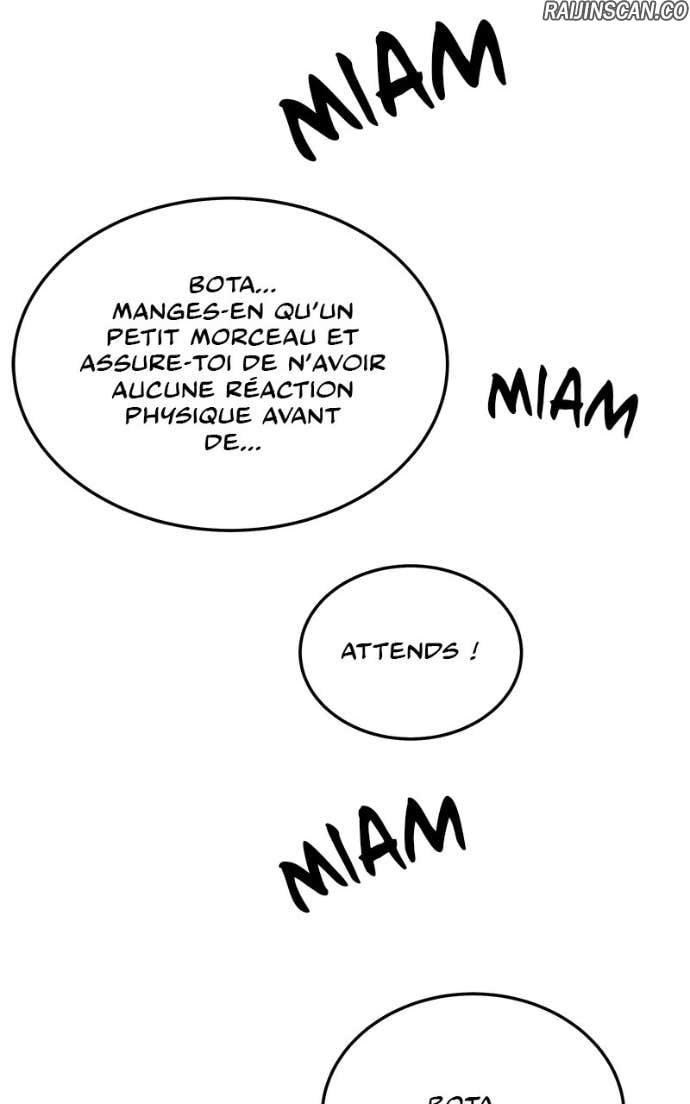 RAIJINSCAN.CO
MIAM
BOTA...
MANGES-EN QU'UN
PETIT MORCEAU ET
ASSURE-TOI DE N'AVOIR
AUCUNE RÉACTION
PHYSIQUE AVANT
DE...
MIAM
ATTENDS !
MIAM
BOTA